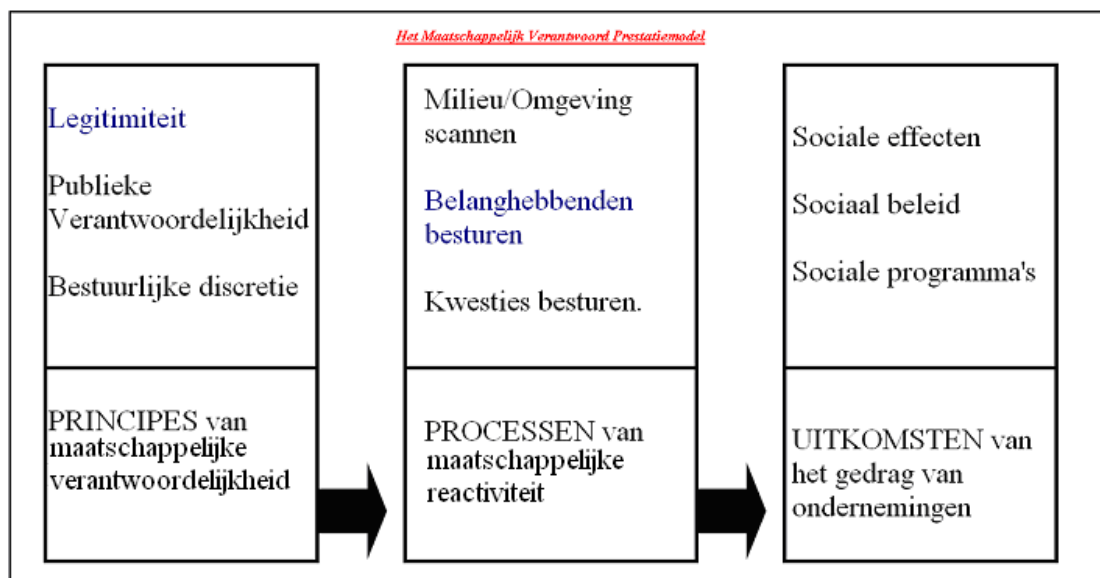 Het Maatschappelijk Verantwoord Prestatiemodel
Legitimiteit
Publieke
Verantwoordelijkheid
Bestuurlijke discretie
PRINCIPES van
maatschappelijke
verantwoordelijkheid
Milieu/Omgeving
scannen
Belanghebbenden
besturen
Kwesties besturen.
PROCESSEN van
maatschappelijke
reactiviteit
Sociale effecten
Sociaal beleid
Sociale programma's
UITKOMSTEN van
het gedrag van
ondernemingen